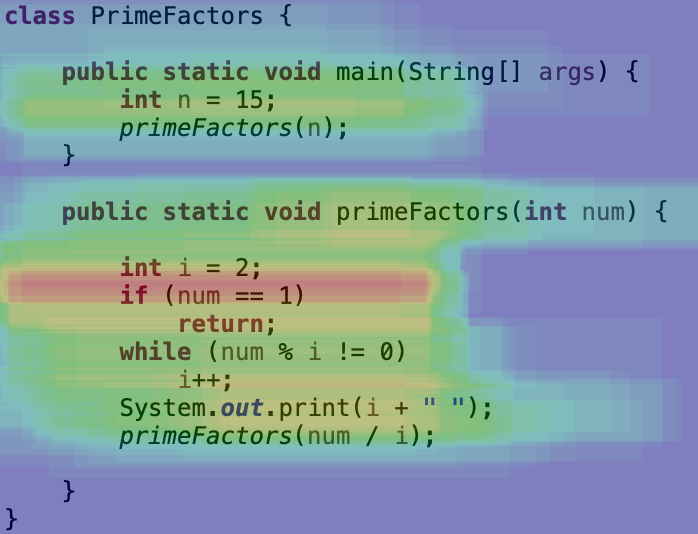 class PrimeFactors {
public static void main(String[] args) {
int n = 15;
primeFactors(n);
}
public static void primeFactors(int num) {
int i = 2;
if (num == 1)
return;
while (num % i != 0)
i++;
System.out.print(i + " ");
primeFactors(num / i);
}
}